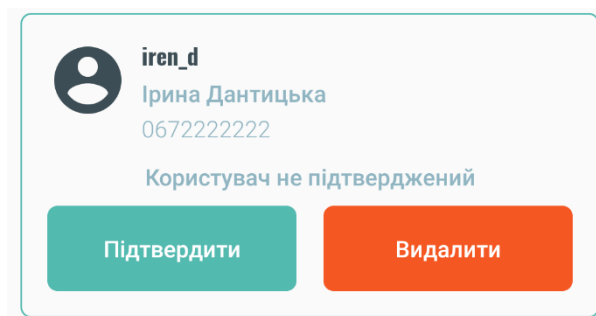 iren_d
Ірина Дантицька
0672222222
Користувач не підтверджений
Підтвердити
Видалити